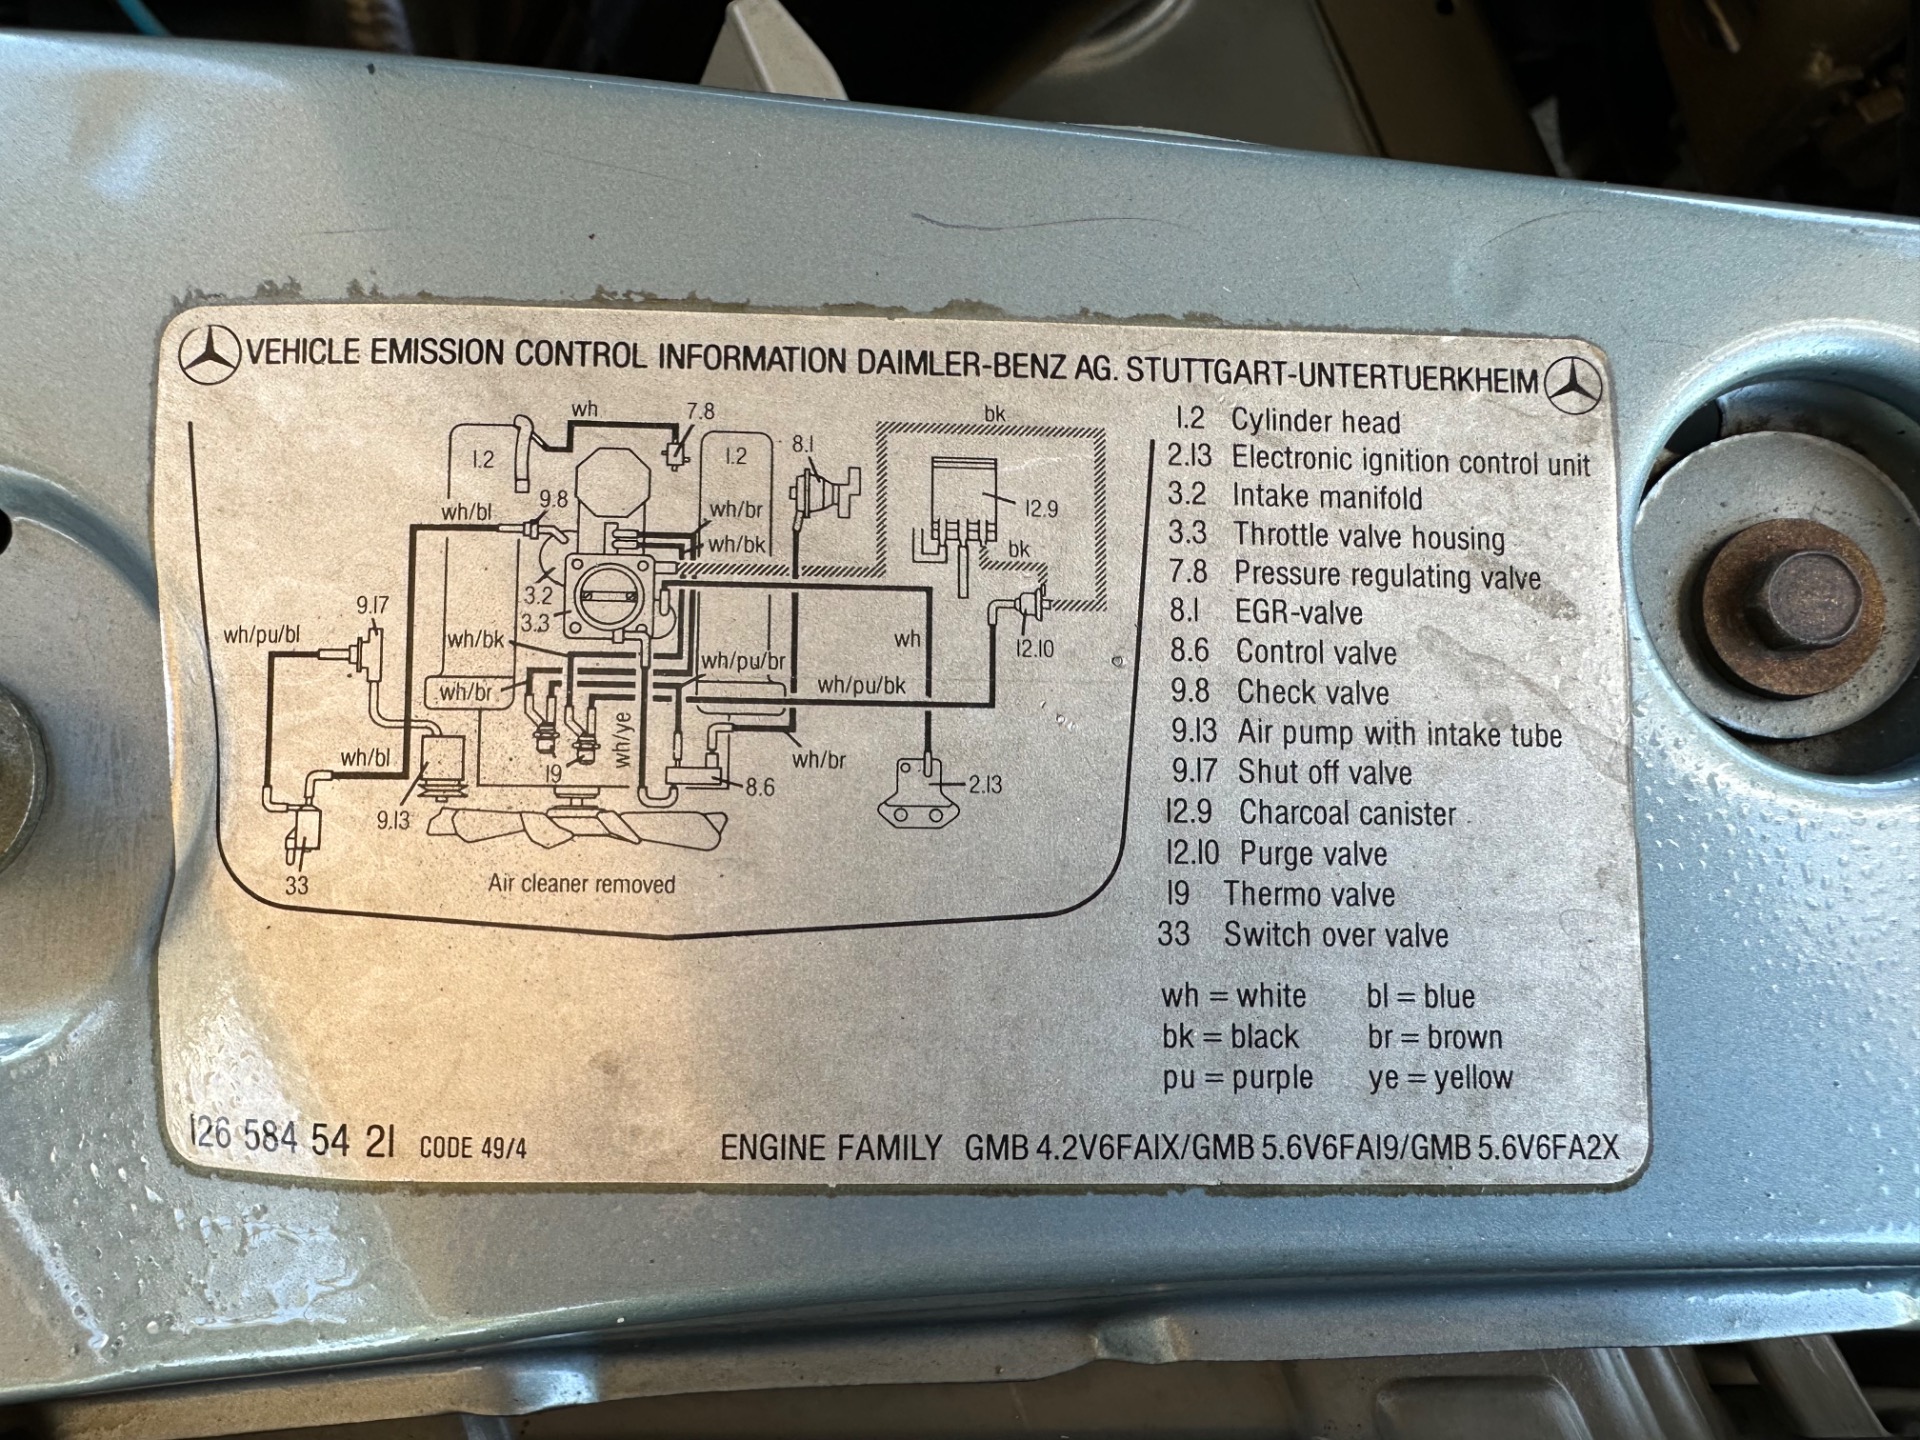 VEHICLE EMISSION CONTROL INFORMATION DAIMLER-BENZ AG. STUTTGART-UNTERTUERKHEIM
wh
7.8
bk
1.2
1.2
8.1
wh/bl
9.8
wh/br
12.9
wh/bk
bk
9.17
3.2
3.3
wh/pu/bl
wh/bk
wh
12.10
wh/pu/br
wh/br
wh/pu/bk
wh/ye
wh/bl
19
wh/br
8.6
2.13
9.13
33
Air cleaner removed
1.2 Cylinder head
2.13 Electronic ignition control unit
3.2 Intake manifold
3.3 Throttle valve housing
7.8 Pressure regulating valve
8.1 EGR-valve
8.6 Control valve
9.8 Check valve
9.13 Air pump with intake tube
9.17 Shut off valve
12.9 Charcoal canister
12.10 Purge valve
19 Thermo valve
33 Switch over valve
wh = white bl = blue
bk = black br = brown
pu = purple ye = yellow
126 584 54 21 CODE 49/4 ENGINE FAMILY GMB 4.2V6FA1X/GMB 5.6V6FA19/GMB 5.6V6FA2X